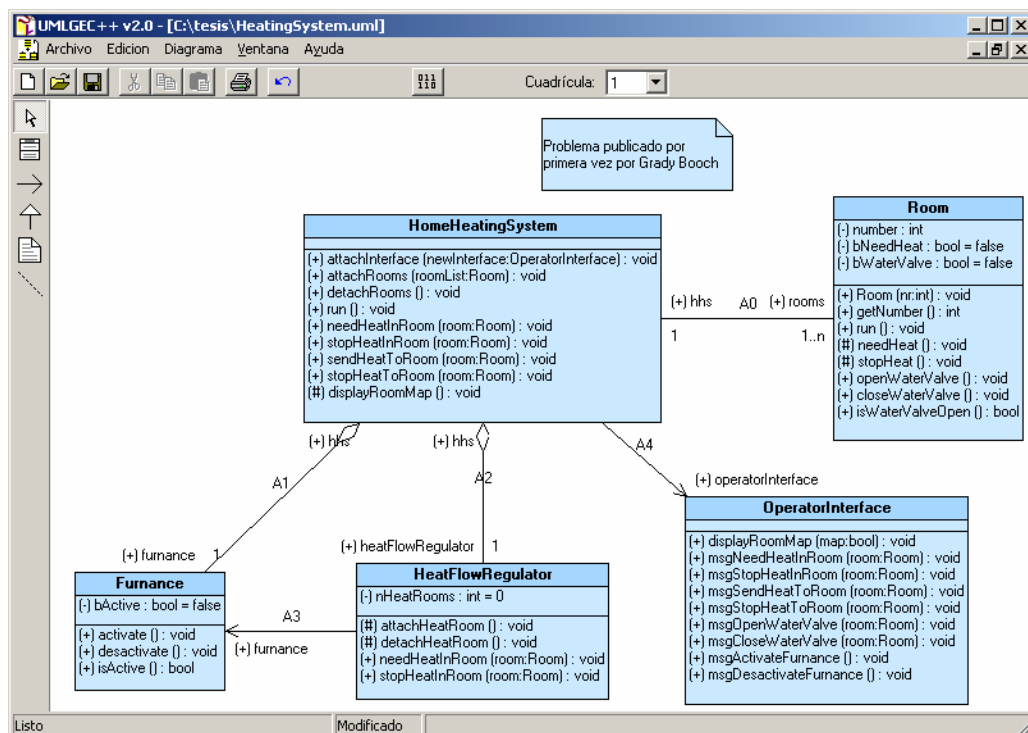 UMLGEC++ v2.0 - [C:\tesis\HeatingSystem.uml]
Archivo Edicion Diagrama Ventana Ayuda
011
110
Cuadrícula: 1
Problema publicado por
primera vez por Grady Booch
HomeHeatingSystem
(+) attachInterface (newInterface:OperatorInterface) : void
(+) attachRooms (roomList:Room) : void
(+) detachRooms () : void
(+) run () : void
(+) needHeatInRoom (room:Room) : void
(+) stopHeatInRoom (room:Room) : void
(+) sendHeatToRoom (room:Room) : void
(+) stopHeatToRoom (room:Room) : void
(#) displayRoomMap () : void
(+) hhs A0 (+) rooms
1 1..n
Room
(-) number : int
(-) bNeedHeat : bool = false
(-) bWaterValve : bool = false
(+) Room (nr:int) : void
(+) getNumber () : int
(+) run () : void
(#) needHeat () : void
(#) stopHeat () : void
(+) openWaterValve () : void
(+) closeWaterValve () : void
(+) isWaterValveOpen () : bool
(+) hhs
(+) hhs
A4
A1
A2
(+) operatorInterface
(+) furnance 1
(+) heatFlowRegulator 1
Furnance
(-) bActive : bool = false
(+) activate () : void
(+) desactivate () : void
(+) isActive () : bool
A3
(+) furnance
HeatFlowRegulator
(-) nHeatRooms : int = 0
(#) attachHeatRoom () : void
(#) detachHeatRoom () : void
(+) needHeatInRoom (room:Room) : void
(+) stopHeatInRoom (room:Room) : void
OperatorInterface
(+) displayRoomMap (map:bool) : void
(+) msgNeedHeatInRoom (room:Room) : void
(+) msgStopHeatInRoom (room:Room) : void
(+) msgSendHeatToRoom (room:Room) : void
(+) msgStopHeatToRoom (room:Room) : void
(+) msgOpenWaterValve (room:Room) : void
(+) msgCloseWaterValve (room:Room) : void
(+) msgActivateFurnance () : void
(+) msgDesactivateFurnance () : void
Listo Modificado